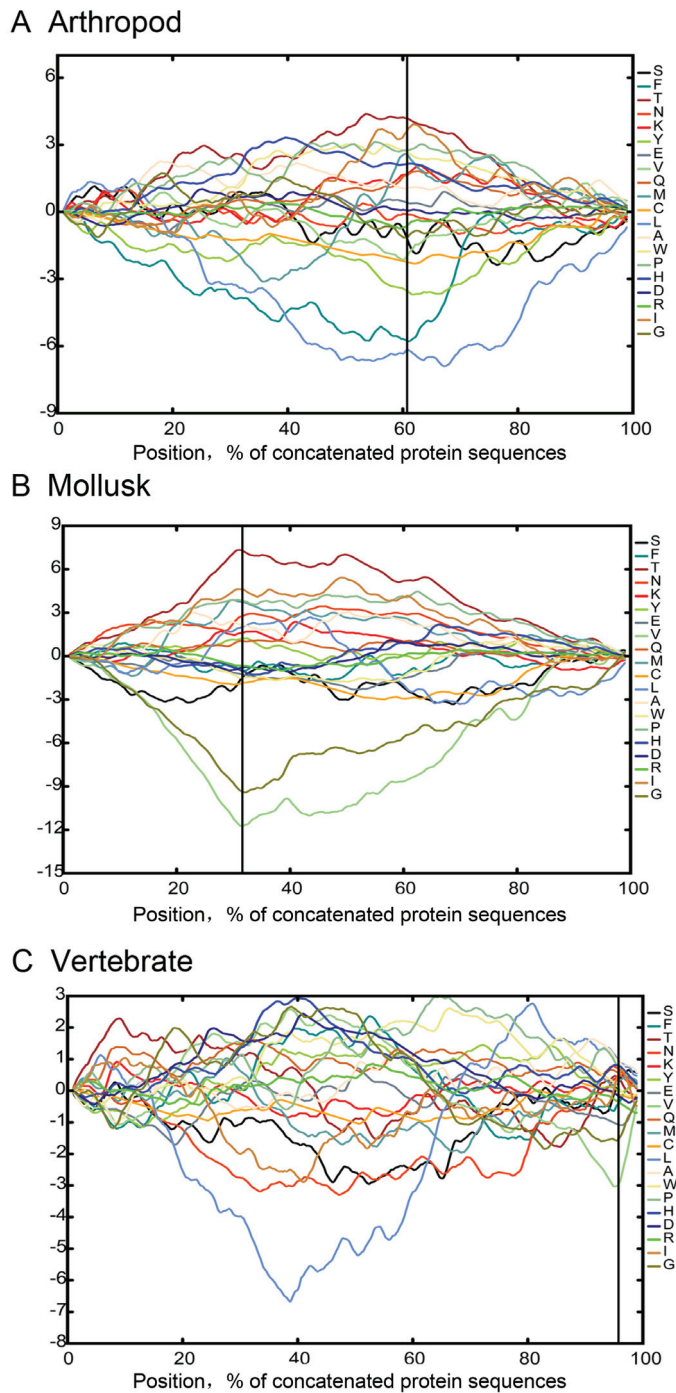 A Arthropod
6
3
0
-3
-6
-9
0 20 40 60 80 100
Position, % of concatenated protein sequences
S
F
T
N
K
Y
E
V
Q
M
C
L
A
W
P
H
D
R
I
G
B Mollusk
9
6
3
0
-3
-6
-9
-12
-15
0 20 40 60 80 100
Position, % of concatenated protein sequences
S
F
T
N
K
Y
E
V
Q
M
C
L
A
W
P
H
D
R
I
G
C Vertebrate
3
2
1
0
-1
-2
-3
-4
-5
-6
-7
-8
0 20 40 60 80 100
Position, % of concatenated protein sequences
S
F
T
N
K
Y
E
V
Q
M
C
L
A
W
P
H
D
R
I
G